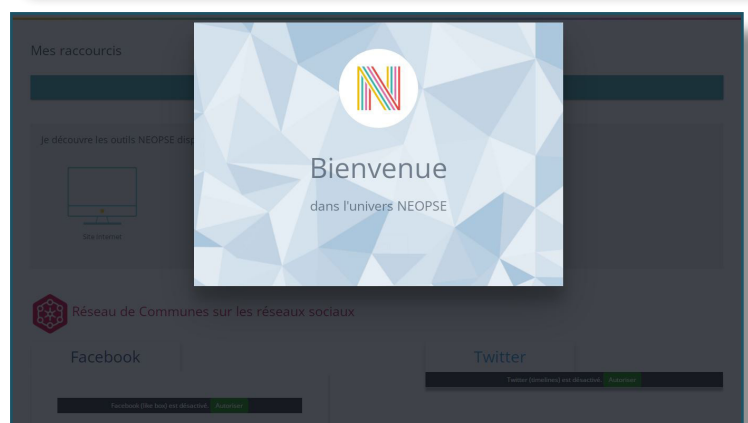 Mes raccourcis
N
Bienvenue
dans l'univers NEOPSE
Je découvre les outils NEOPSE disp
Site internet
Réseau de Communes sur les réseaux sociaux
Facebook
Twitter
Twitter (timelines) est désactivé. Autoriser
Facebook (like box) est désactivé. Autoriser